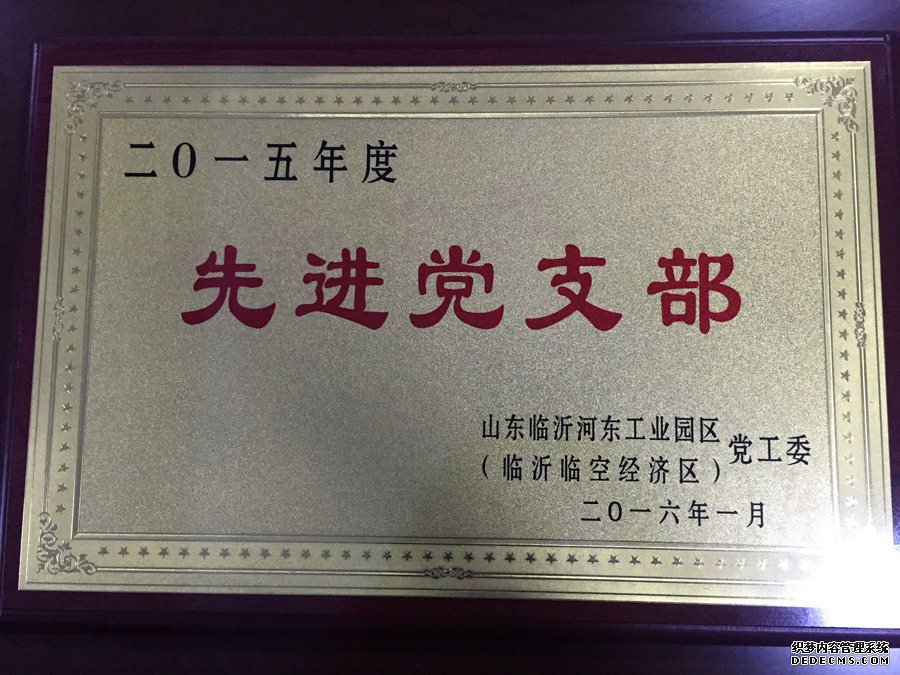 二〇一五年度
先进党支部
山东临沂河东工业园区
(临沂临空经济区)
党工委
二〇一六年一月
织梦内容管理系统
DEDECMS.COM